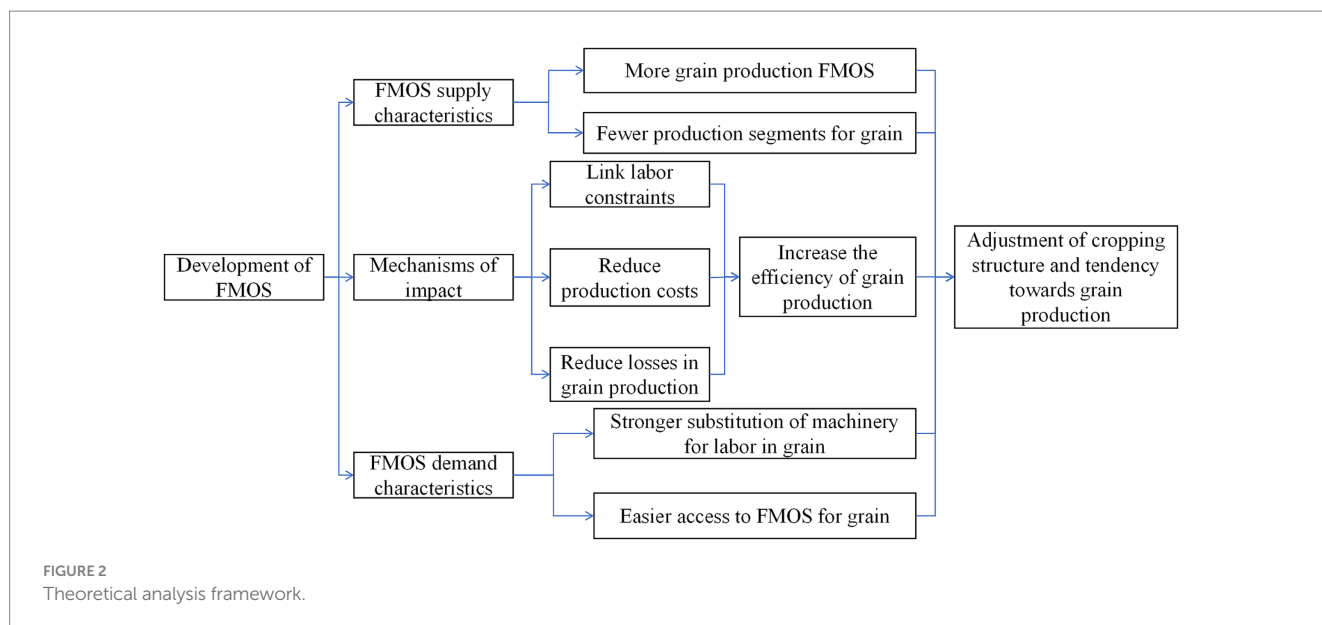 More grain production FMOS
FMOS supply
characteristics
Fewer production segments for grain
Link labor
constraints
Development of
FMOS
Mechanisms of
impact
Reduce
production costs
Increase the
efficiency of grain
production
Adjustment of cropping
structure and tendency
towards grain
production
Reduce losses in
grain production
Stronger substitution of machinery
for labor in grain
FMOS demand
characteristics
Easier access to FMOS for grain
FIGURE 2
Theoretical analysis framework.